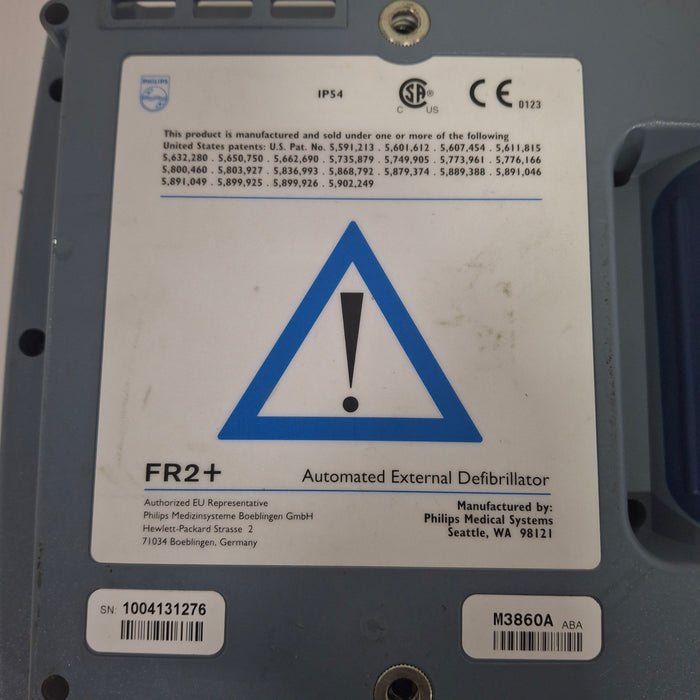 PHILIPS
IP54
CSA®
C US
CE 0123
This product is manufactured and sold under one or more of the following
United States patents: U.S. Pat. No. 5,591,213 . 5,601,612 . 5,607,454 . 5,611,815
5,632,280 . 5,650,750 . 5,662,690 . 5,735,879 . 5,749,905 . 5,773,961 . 5,776,166
5,800,460 . 5,803,927 . 5,836,993 . 5,868,792 . 5,879,374 . 5,889,388 . 5,891,046
5,891,049 . 5,899,925 . 5,899,926 . 5,902,249
!
FR2+ Automated External Defibrillator
Authorized EU Representative
Philips Medizinsysteme Boeblingen GmbH
Hewlett-Packard Strasse 2
71034 Boeblingen, Germany
Manufactured by:
Philips Medical Systems
Seattle, WA 98121
SN: 1004131276
M3860A ABA